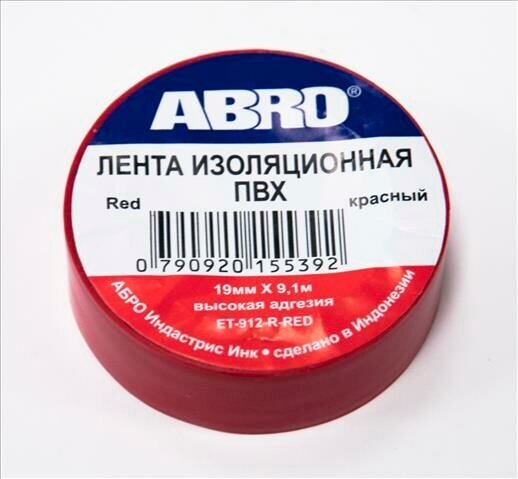 ABRO®
ЛЕНТА ИЗОЛЯЦИОННАЯ
ПВХ
Red
красный
0 790920 155392
19мм X 9,1м
высокая адгезия
ET-912-R-RED
АБРО Индастрис Инк • сделано в Индонезии